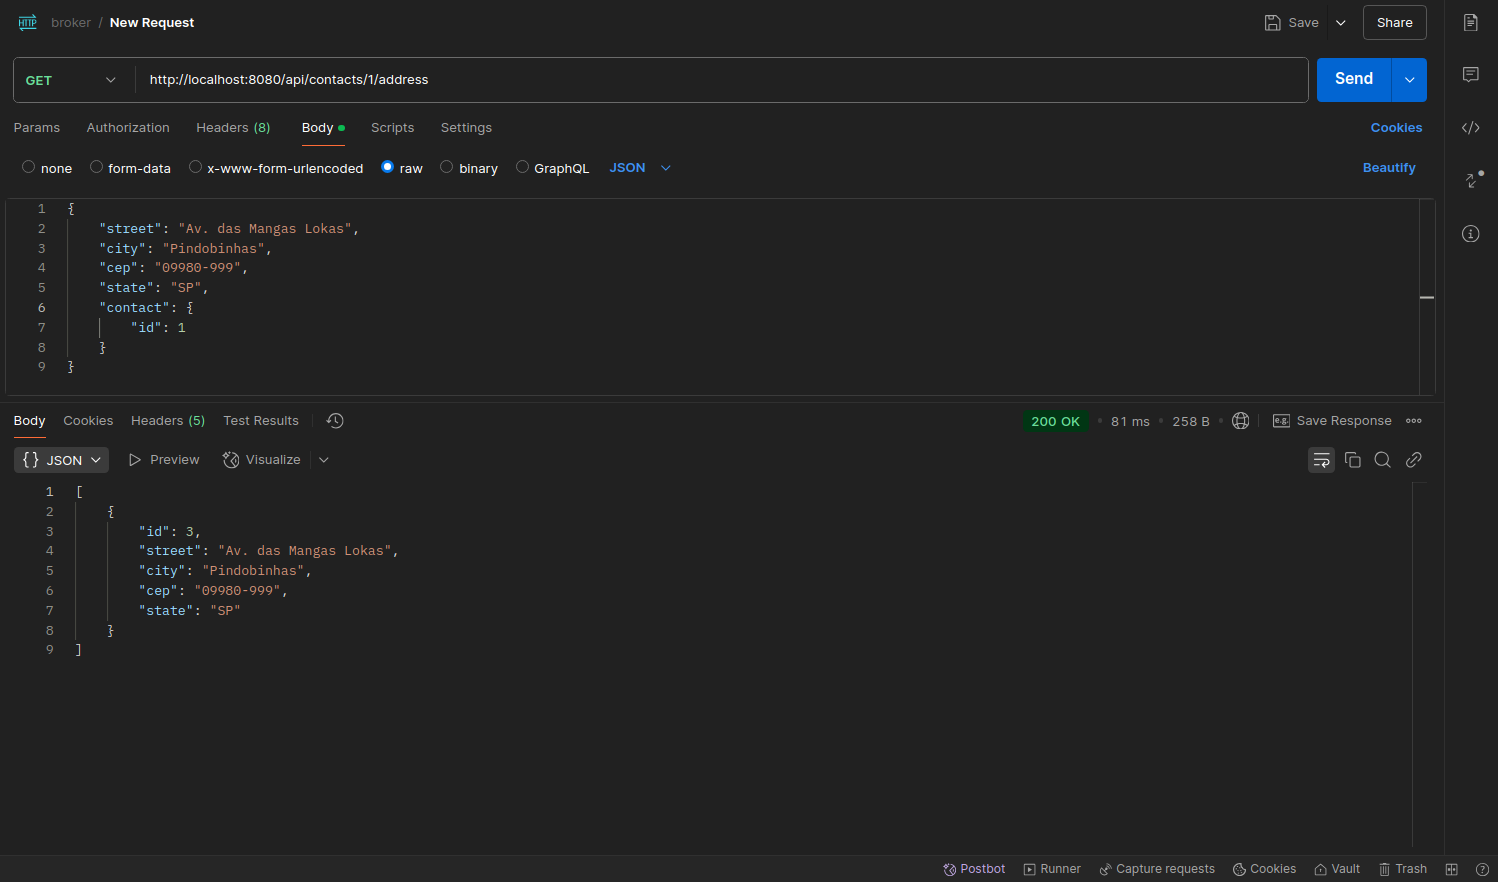 HTTP broker / New Request Save Share
GET http://localhost:8080/api/contacts/1/address Send
Params Authorization Headers (8) Body Scripts Settings Cookies
none form-data x-www-form-urlencoded raw binary GraphQL JSON Beautify
1 {
2 "street": "Av. das Mangas Lokas",
3 "city": "Pindobinhas",
4 "cep": "09980-999",
5 "state": "SP",
6 "contact": {
7 "id": 1
8 }
9 }
Body Cookies Headers (5) Test Results 200 OK • 81 ms • 258 B • e.g. Save Response
{} JSON Preview Visualize
1 [
2 {
3 "id": 3,
4 "street": "Av. das Mangas Lokas",
5 "city": "Pindobinhas",
6 "cep": "09980-999",
7 "state": "SP"
8 }
9 ]
Postbot Runner Capture requests Cookies Vault Trash